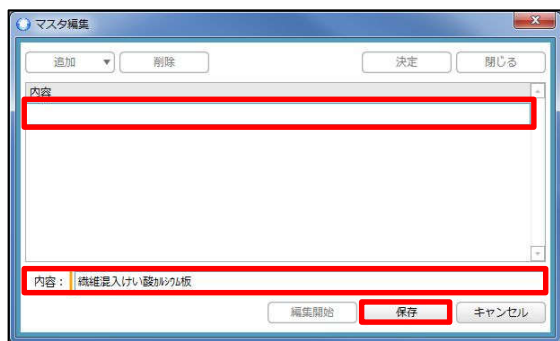 マスタ編集
追加 ▼ 削除 決定 閉じる
内容
内容： 繊維混入けい酸ｶﾙｼｳﾑ板
編集開始 保存 キャンセル